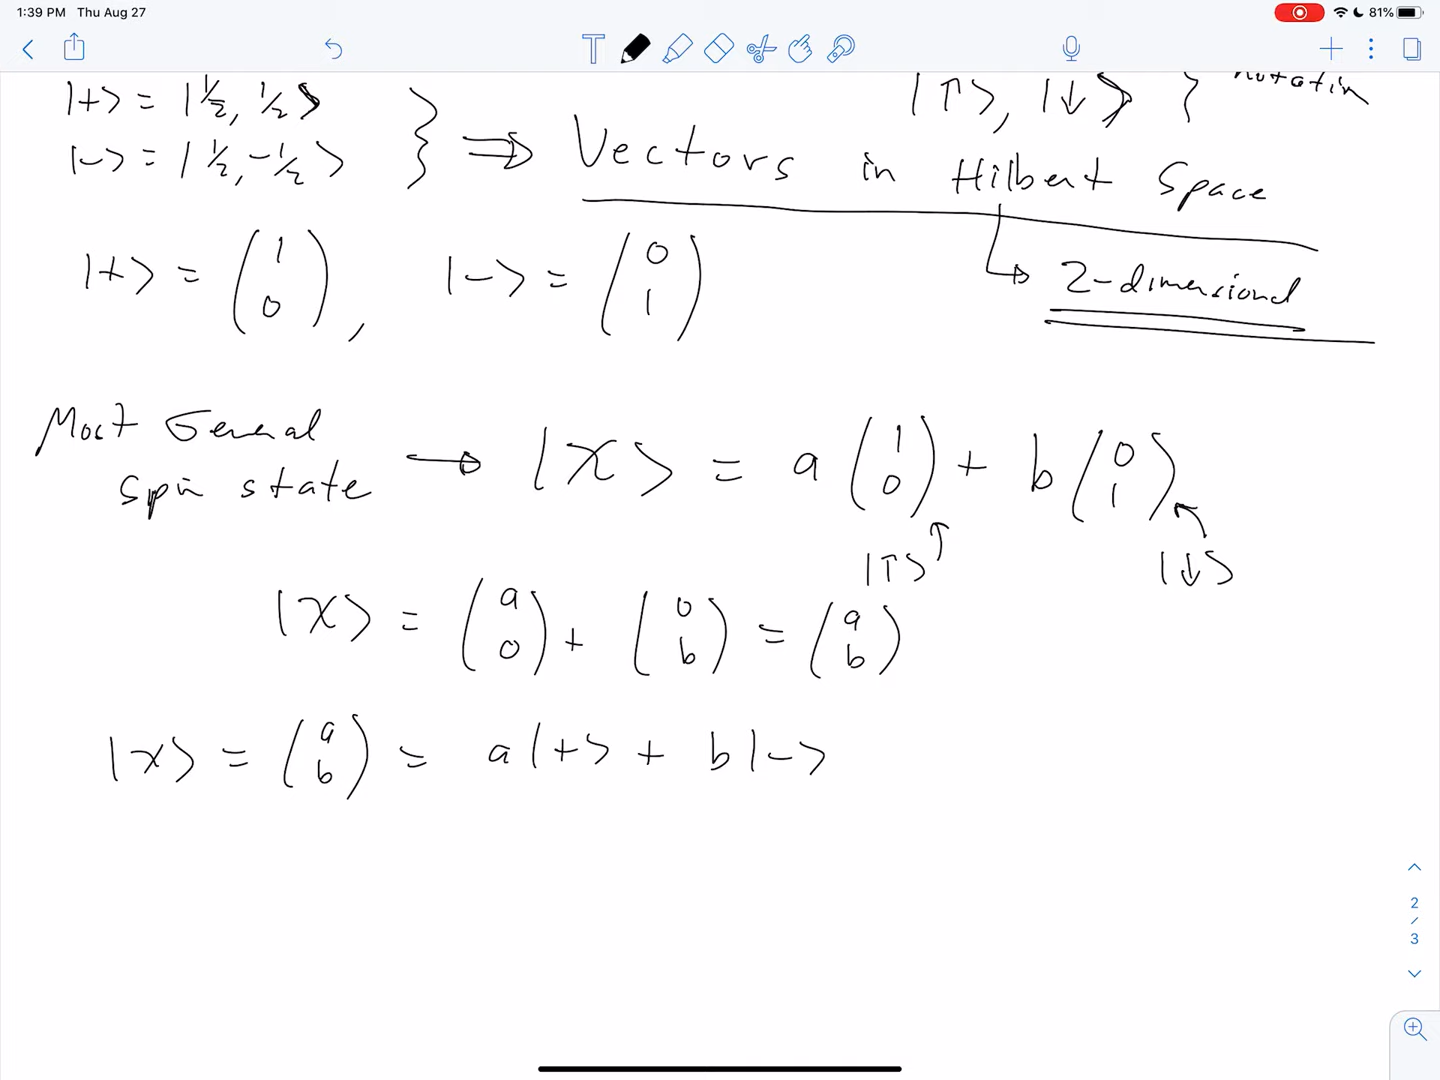 1:39 PM Thu Aug 27 81%
|+> = |1/2, 1/2> } |↑>, |↓> } notation
|-> = |1/2, -1/2> ⇒ Vectors in Hilbert Space
↳ 2-dimensional
|+> = (1 0), |-> = (0 1)
Most General
spin state → |χ> = a (1 0) + b (0 1)
|↑> |↓>
|χ> = (a 0) + (0 b) = (a b)
|χ> = (a b) = a |+> + b |->
2
/
3